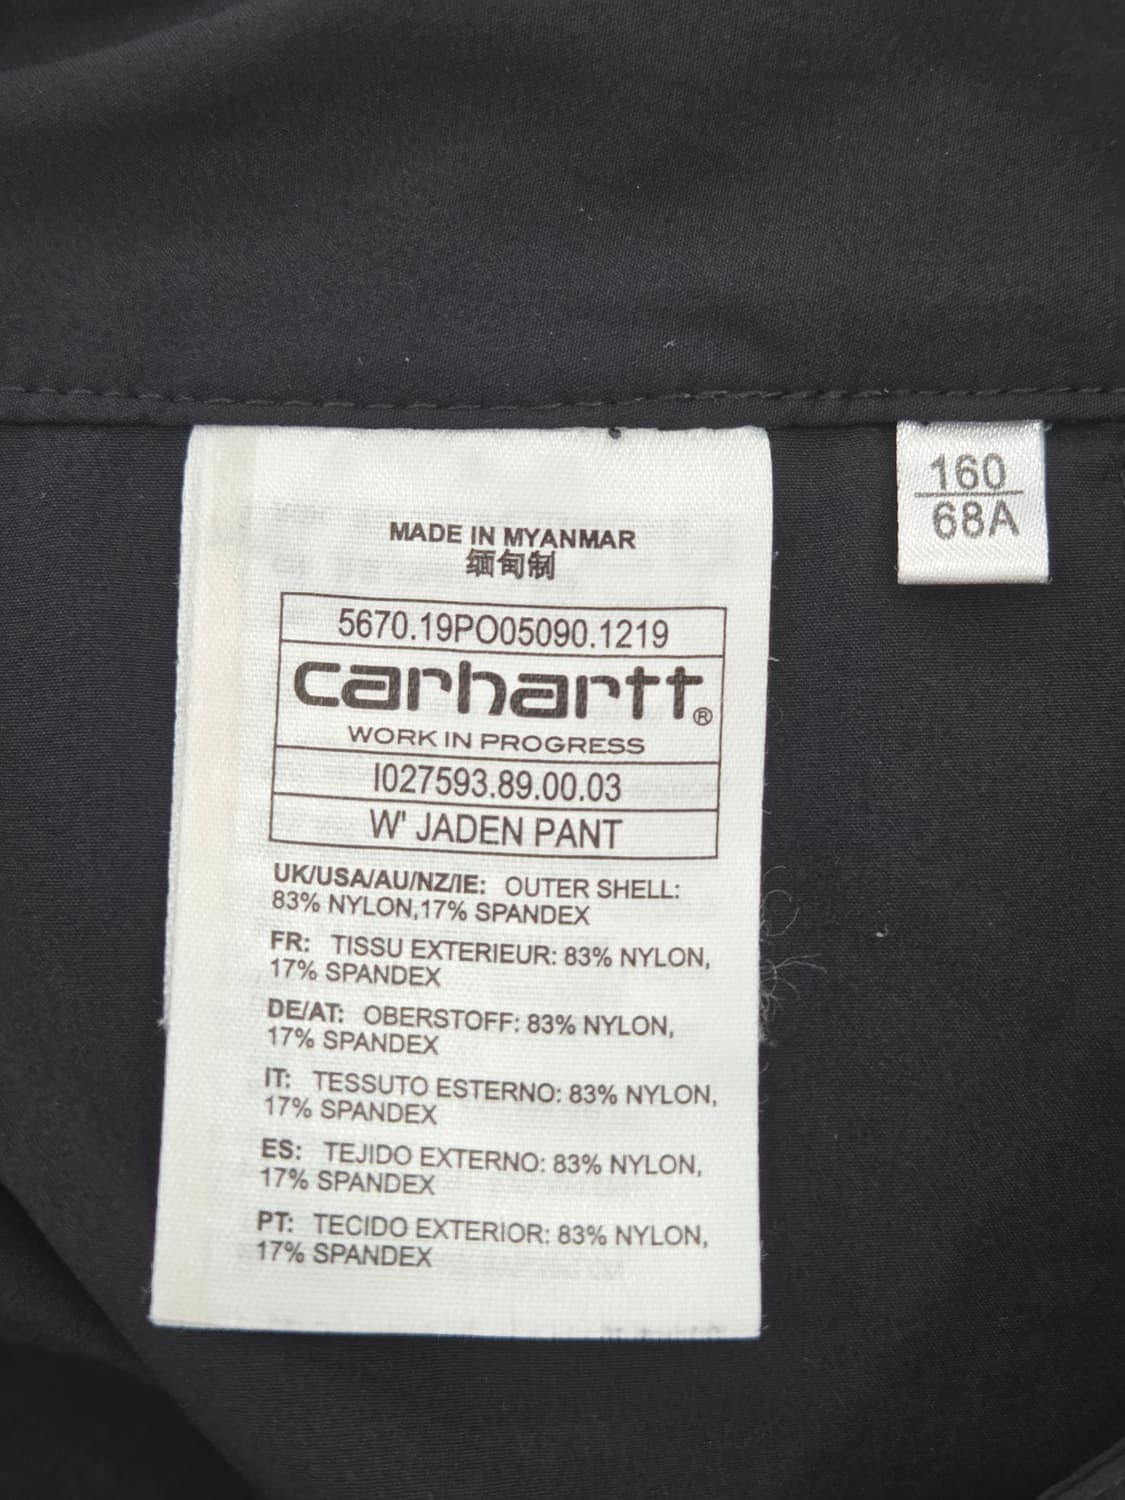 MADE IN MYANMAR
缅甸制
5670.19PO05090.1219
carhartt®
WORK IN PROGRESS
I027593.89.00.03
W' JADEN PANT
UK/USA/AU/NZ/IE: OUTER SHELL:
83% NYLON,17% SPANDEX
FR: TISSU EXTERIEUR: 83% NYLON,
17% SPANDEX
DE/AT: OBERSTOFF: 83% NYLON,
17% SPANDEX
IT: TESSUTO ESTERNO: 83% NYLON,
17% SPANDEX
ES: TEJIDO EXTERNO: 83% NYLON,
17% SPANDEX
PT: TECIDO EXTERIOR: 83% NYLON,
17% SPANDEX
160
68A